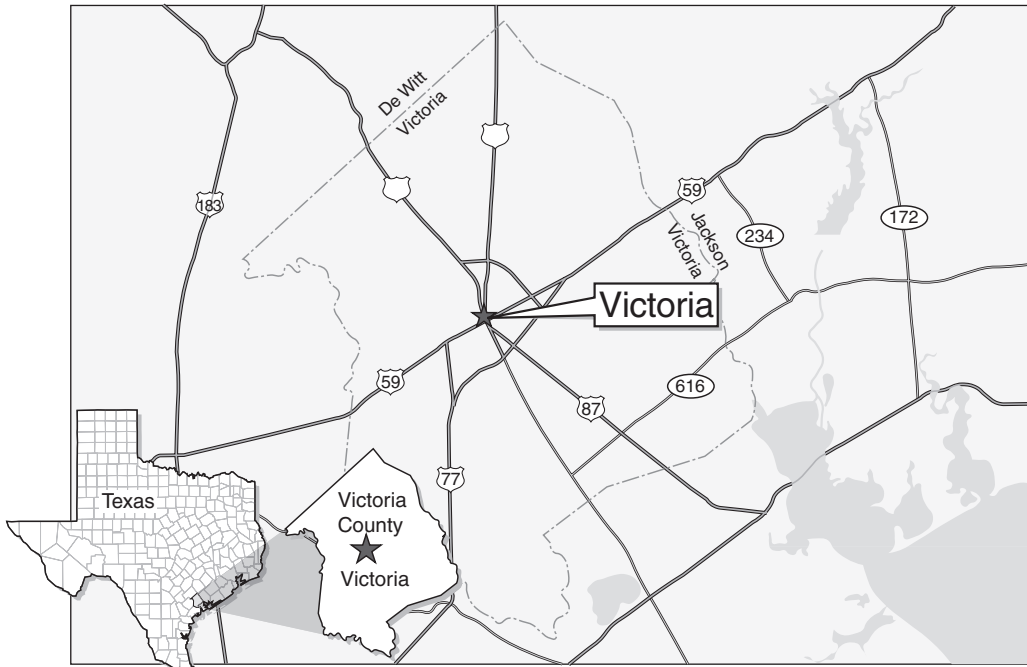 De Witt
Victoria
183
59
Jackson
Victoria
234
172
Victoria
59
616
87
77
Texas
Victoria
County
Victoria